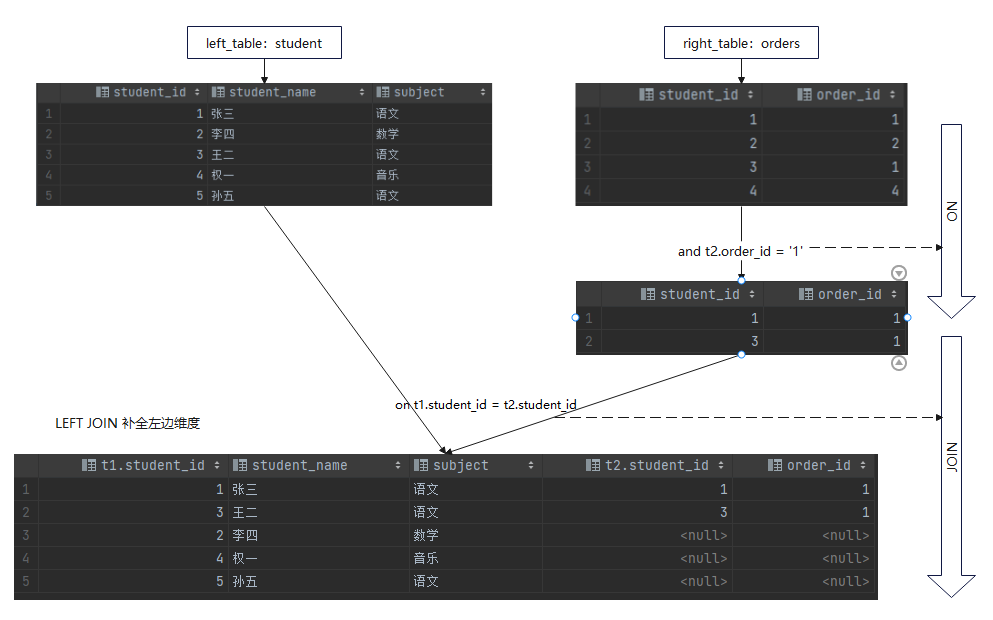 left_table：student
right_table：orders
student_id student_name subject
1 1 张三 语文
2 2 李四 数学
3 3 王二 语文
4 4 权一 音乐
5 5 孙五 语文
student_id order_id
1 1 1
2 2 2
3 3 1
4 4 4
ON
and t2.order_id = '1'
student_id order_id
1 1 1
2 3 1
on t1.student_id = t2.student_id
LEFT JOIN 补全左边维度
JOIN
t1.student_id student_name subject t2.student_id order_id
1 1 张三 语文 1 1
2 3 王二 语文 3 1
3 2 李四 数学 <null> <null>
4 4 权一 音乐 <null> <null>
5 5 孙五 语文 <null> <null>